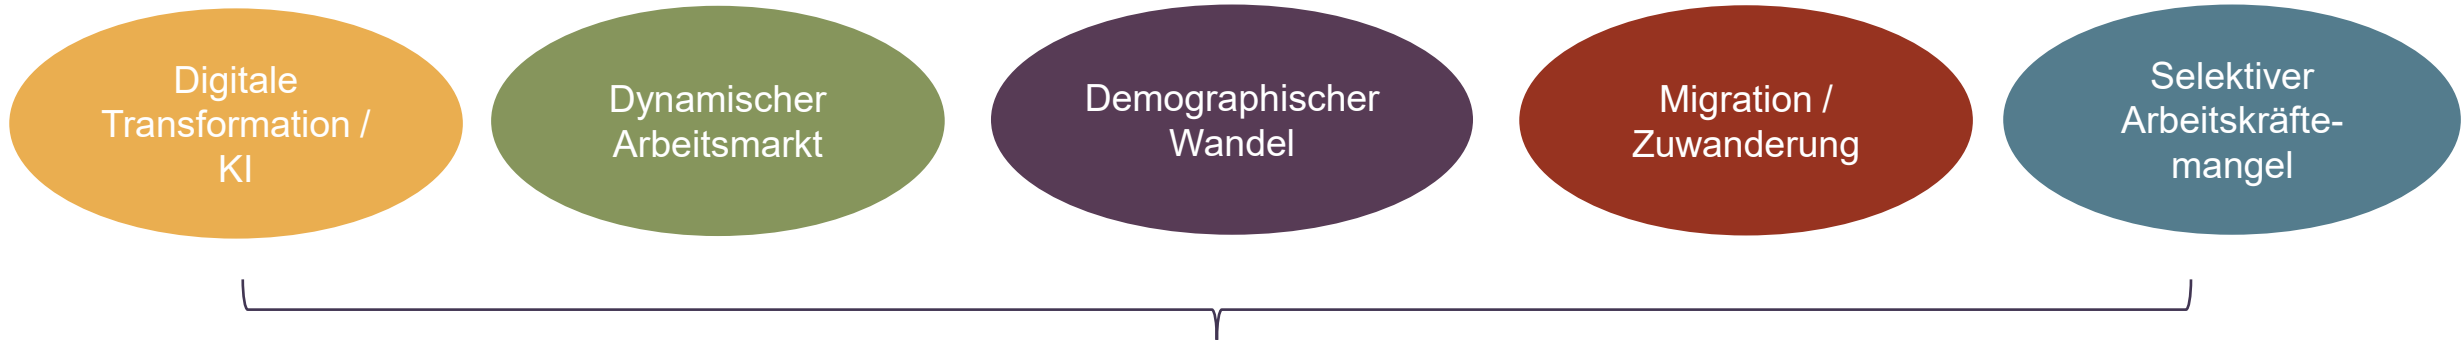 Digitale
Transformation /
KI
Dynamischer
Arbeitsmarkt
Demographischer
Wandel
Migration /
Zuwanderung
Selektiver
Arbeitskräfte-
mangel